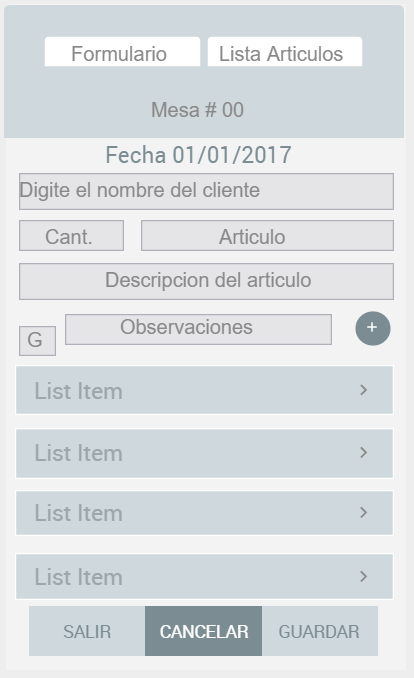 Formulario Lista Articulos
Mesa # 00
Fecha 01/01/2017
Digite el nombre del cliente
Cant. Articulo
Descripcion del articulo
Observaciones +
G
List Item >
List Item >
List Item >
List Item >
SALIR CANCELAR GUARDAR